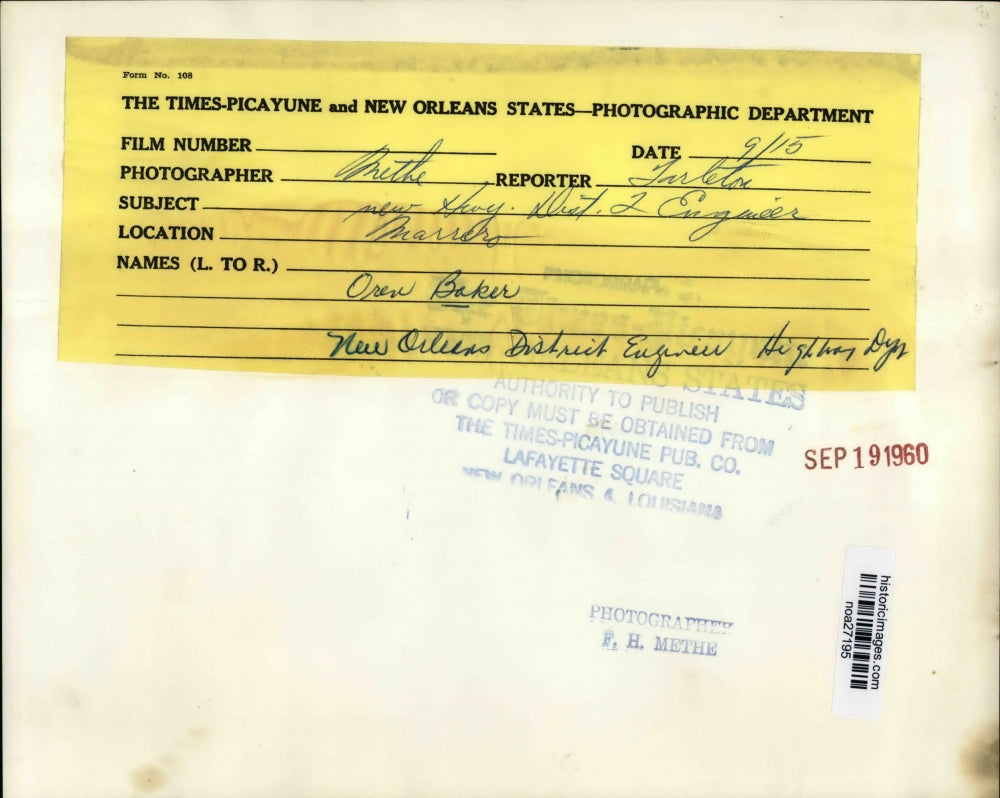 Form No. 108
THE TIMES-PICAYUNE and NEW ORLEANS STATES—PHOTOGRAPHIC DEPARTMENT
FILM NUMBER DATE 9/15
PHOTOGRAPHER Methe REPORTER Tarleton
SUBJECT new Hwy. Dist. 2 Engineer
LOCATION Marrero
NAMES (L. TO R.)
Oren Baker
New Orleans District Engineer Highway
STATES
AUTHORITY TO PUBLISH
OR COPY MUST BE OBTAINED FROM
THE TIMES-PICAYUNE PUB. CO.
LAFAYETTE SQUARE
NEW ORLEANS 4, LOUISIANA
SEP 19 1960
PHOTOGRAPHER
F. H. METHE
historicimages.com
noa27195